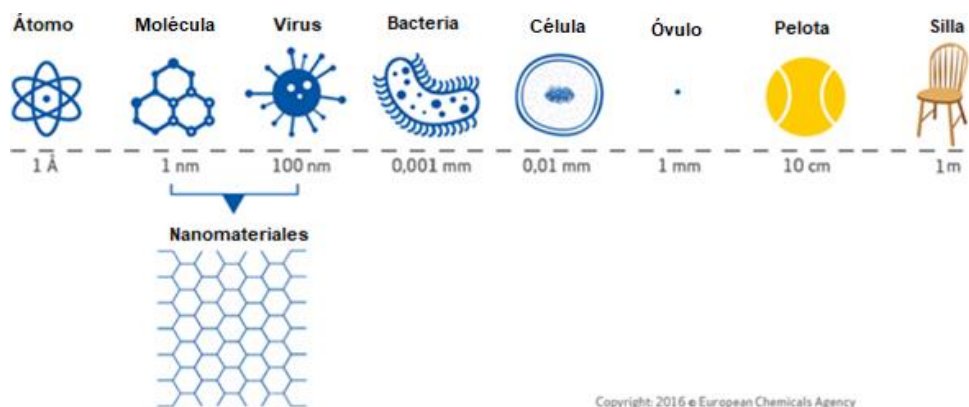 Átomo Molécula Virus Bacteria Célula Óvulo Pelota Silla
1 Å 1 nm 100 nm 0,001 mm 0,01 mm 1 mm 10 cm 1 m
Nanomateriales
Copyright: 2016 © European Chemicals Agency